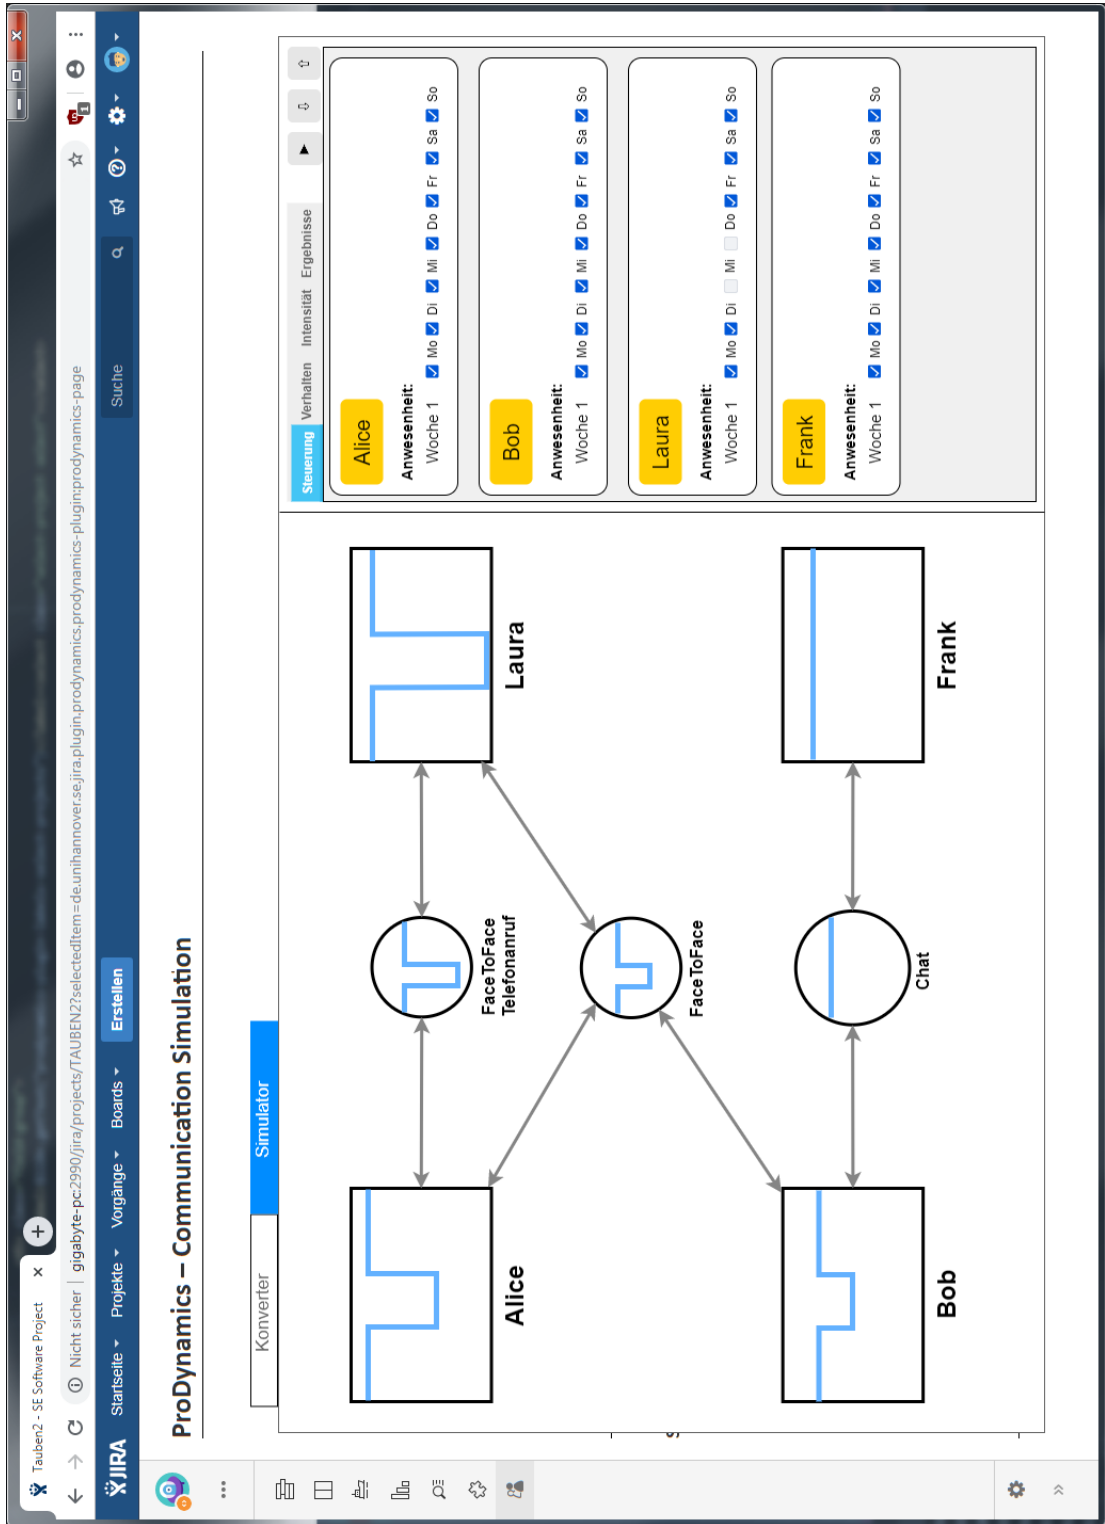 Tauben2 - SE Software Project
Nicht sicher | gigabyte-pc:2990/jira/projects/TAUBEN2?selectedItem=de.unihannover.se.jira.plugin.prodynamics.prodynamics-plugin:prodynamics-page
1
JIRA Startseite Projekte Vorgänge Boards Erstellen Suche
ProDynamics – Communication Simulation
Konverter Simulator
Steuerung Verhalten Intensität Ergebnisse
Alice
Anwesenheit:
Woche 1 Mo Di Mi Do Fr Sa So
Bob
Anwesenheit:
Woche 1 Mo Di Mi Do Fr Sa So
Laura
Anwesenheit:
Woche 1 Mo Di Mi Do Fr Sa So
Frank
Anwesenheit:
Woche 1 Mo Di Mi Do Fr Sa So
Alice
FaceToFace
Telefonanruf
Laura
FaceToFace
Bob
Chat
Frank